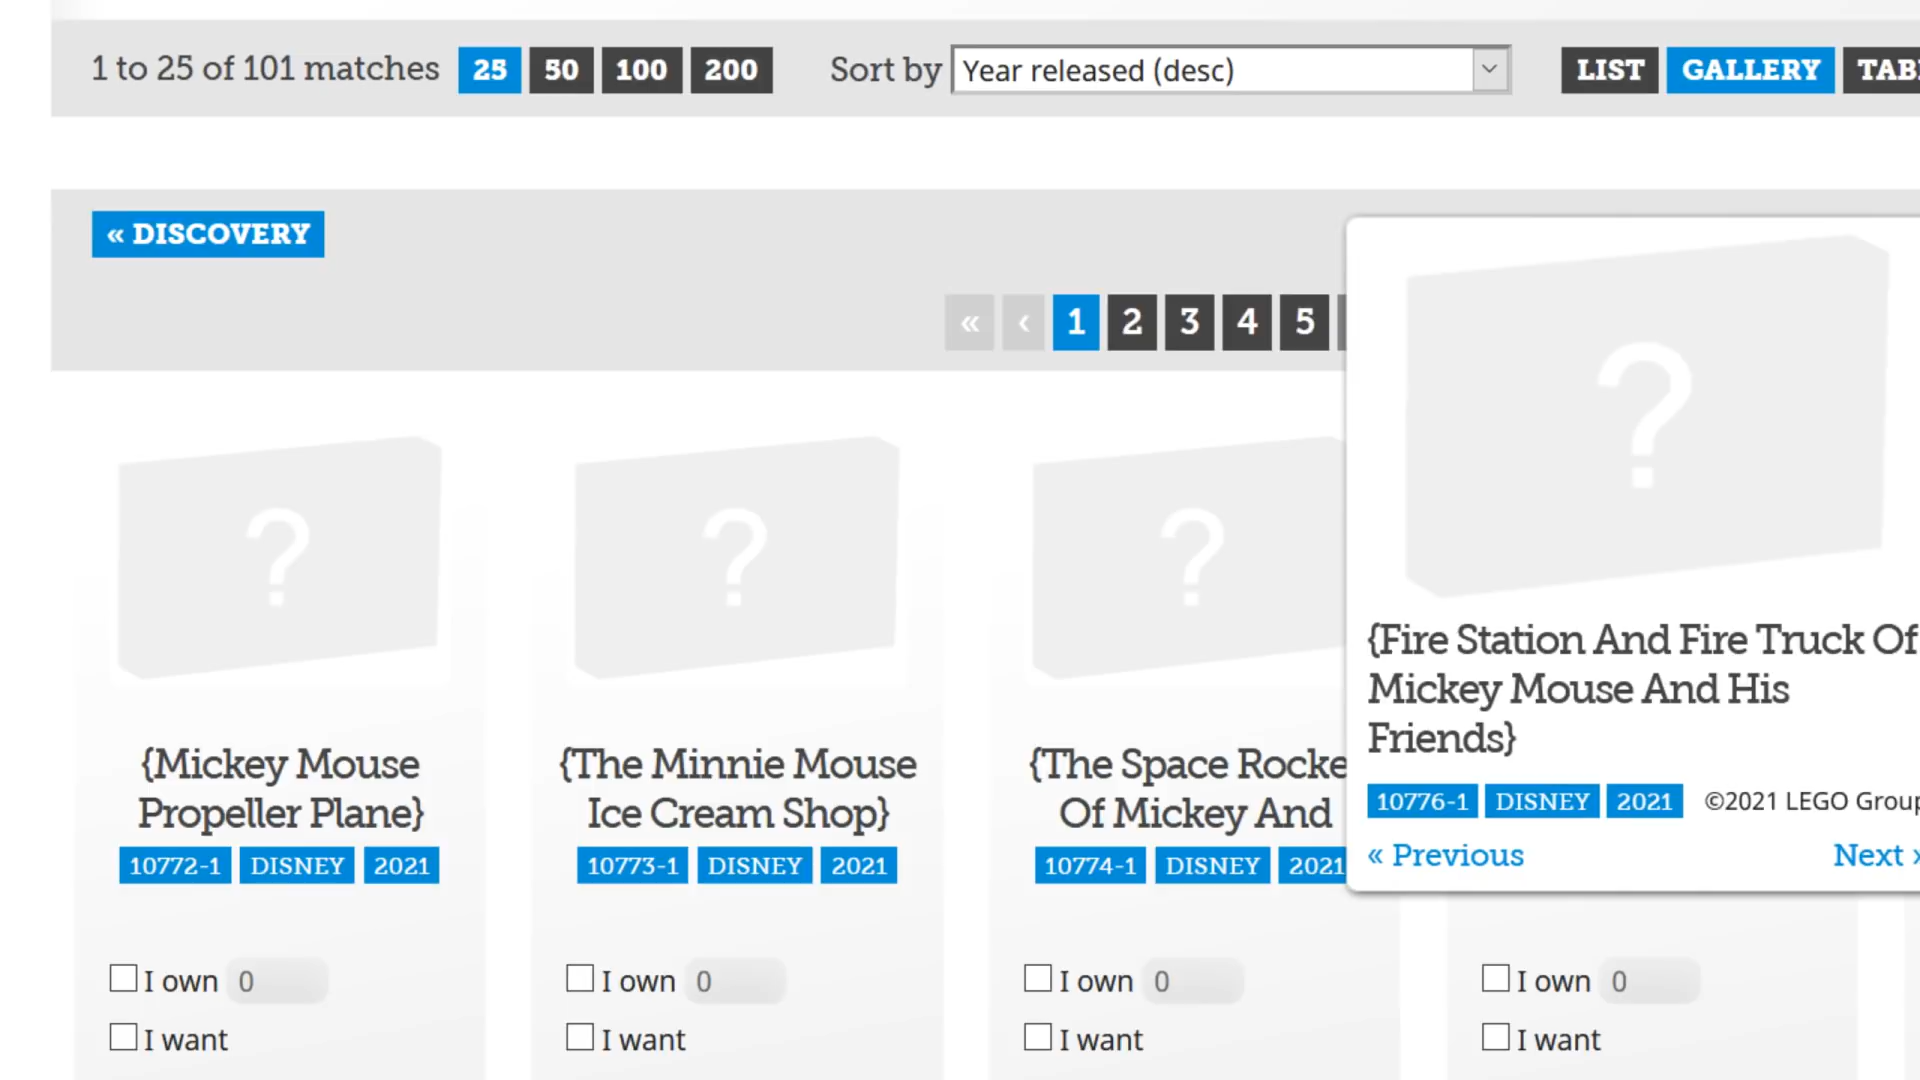 1 to 25 of 101 matches 25 50 100 200 Sort by Year released (desc) LIST GALLERY
« DISCOVERY
« ‹ 1 2 3 4 5
? ? ? ?
{Mickey Mouse
Propeller Plane}
10772-1 DISNEY 2021
I own 0
I want
{The Minnie Mouse
Ice Cream Shop}
10773-1 DISNEY 2021
I own 0
I want
{The Space Rocke
Of Mickey And
10774-1 DISNEY 2021
I own 0
I want
{Fire Station And Fire Truck Of
Mickey Mouse And His
Friends}
10776-1 DISNEY 2021 ©2021 LEGO Group
« Previous Next »
I own 0
I want